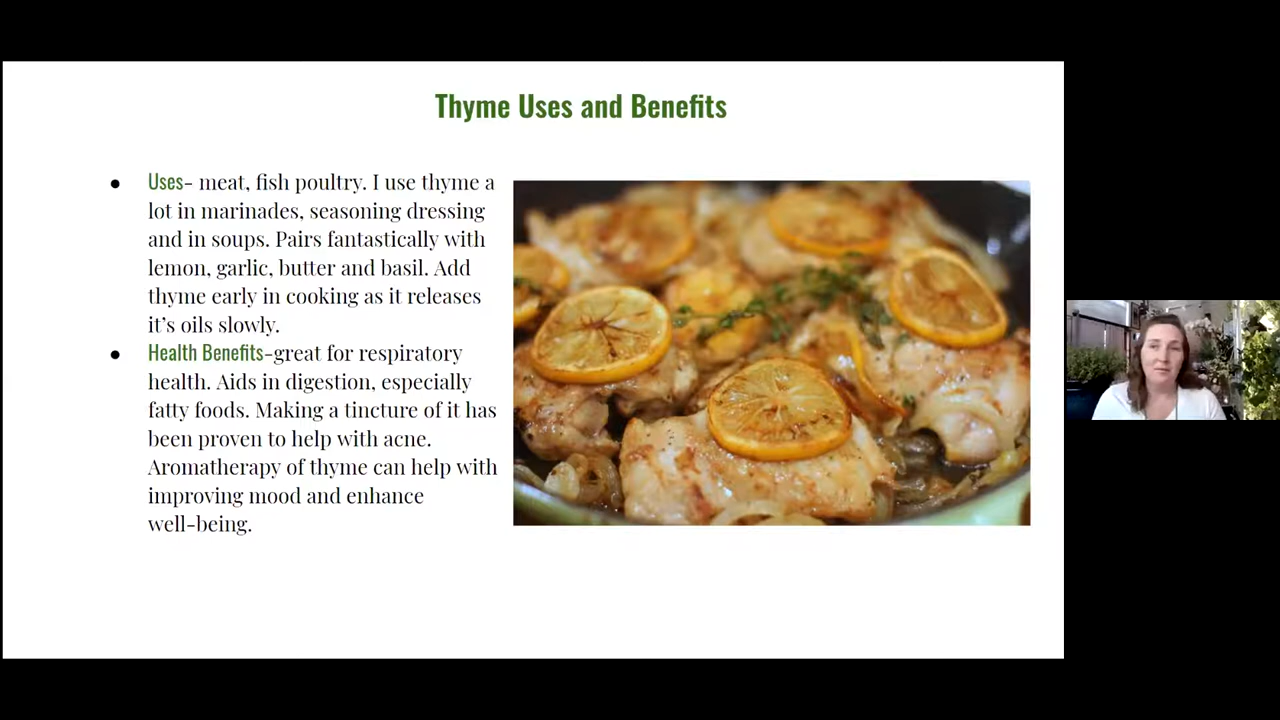 Thyme Uses and Benefits
● Uses- meat, fish poultry. I use thyme a
lot in marinades, seasoning dressing
and in soups. Pairs fantastically with
lemon, garlic, butter and basil. Add
thyme early in cooking as it releases
it’s oils slowly.
● Health Benefits-great for respiratory
health. Aids in digestion, especially
fatty foods. Making a tincture of it has
been proven to help with acne.
Aromatherapy of thyme can help with
improving mood and enhance
well-being.